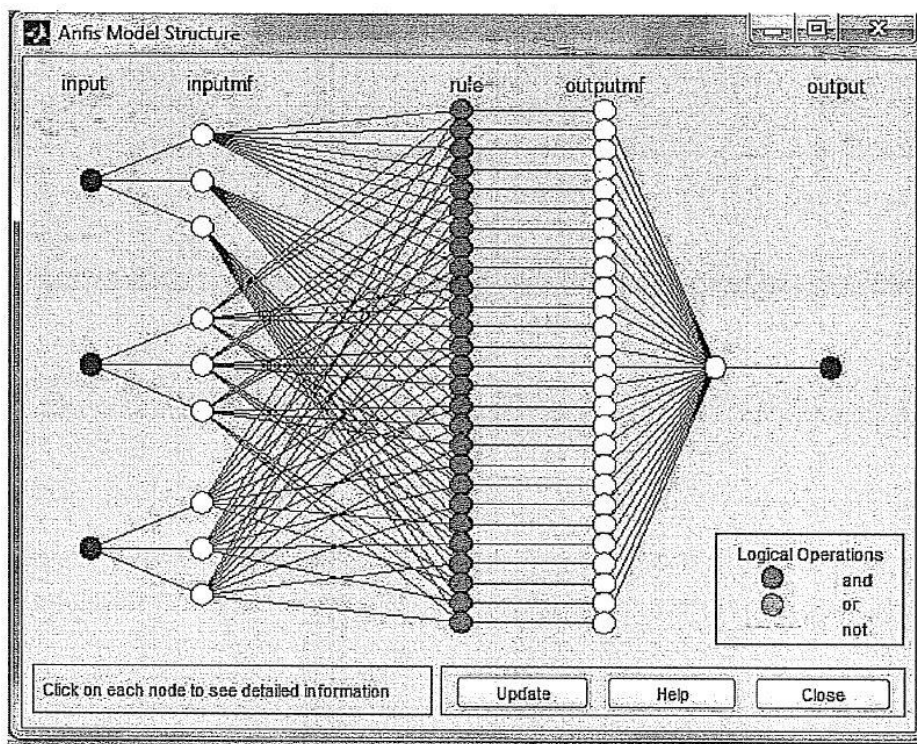 Anfis Model Structure
input inputmf rule outputmf output
Logical Operations
and
or
not
Click on each node to see detailed information
Update Help Close